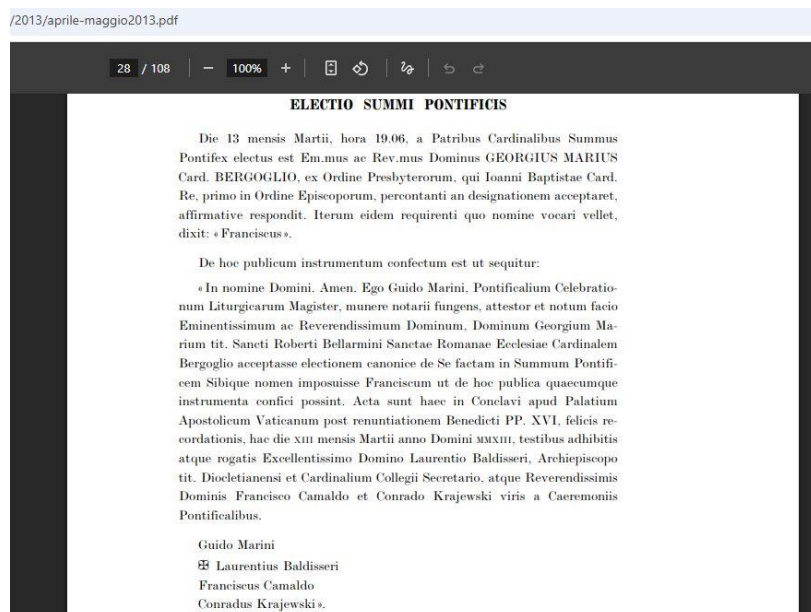 /2013/aprile-maggio2013.pdf
28 / 108 − 100% +
ELECTIO SUMMI PONTIFICIS
Die 13 mensis Martii, hora 19.06, a Patribus Cardinalibus Summus
Pontifex electus est Em.mus ac Rev.mus Dominus GEORGIUS MARIUS
Card. BERGOGLIO, ex Ordine Presbyterorum, qui Ioanni Baptistae Card.
Re, primo in Ordine Episcoporum, percontanti an designationem acceptaret,
affirmative respondit. Iterum eidem requirenti quo nomine vocari vellet,
dixit: «Franciscus».
De hoc publicum instrumentum confectum est ut sequitur:
«In nomine Domini. Amen. Ego Guido Marini, Pontificalium Celebratio-
num Liturgicarum Magister, munere notarii fungens, attestor et notum facio
Eminentissimum ac Reverendissimum Dominum, Dominum Georgium Ma-
rium tit. Sancti Roberti Bellarmini Sanctae Romanae Ecclesiae Cardinalem
Bergoglio acceptasse electionem canonice de Se factam in Summum Pontifi-
cem Sibique nomen imposuisse Franciscum ut de hoc publica quaecumque
instrumenta confici possint. Acta sunt haec in Conclavi apud Palatium
Apostolicum Vaticanum post renuntiationem Benedicti PP. XVI, felicis re-
cordationis, hac die XIII mensis Martii anno Domini MMXIII, testibus adhibitis
atque rogatis Excellentissimo Domino Laurentio Baldisseri, Archiepiscopo
tit. Diocletianensi et Cardinalium Collegii Secretario, atque Reverendissimis
Dominis Francisco Camaldo et Conrado Krajewski viris a Caeremoniis
Pontificalibus.
Guido Marini
✠ Laurentius Baldisseri
Franciscus Camaldo
Conradus Krajewski».